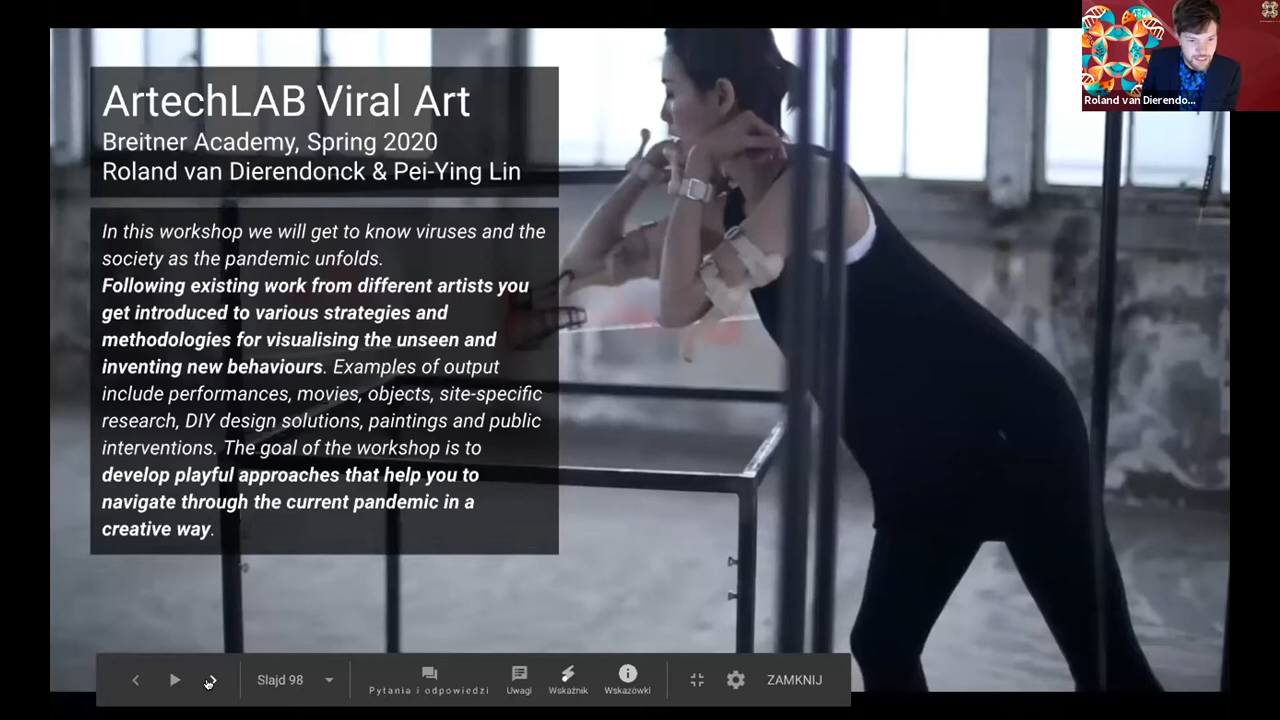 ArtechLAB Viral Art
Breitner Academy, Spring 2020
Roland van Dierendonck & Pei-Ying Lin
In this workshop we will get to know viruses and the
society as the pandemic unfolds.
Following existing work from different artists you
get introduced to various strategies and
methodologies for visualising the unseen and
inventing new behaviours. Examples of output
include performances, movies, objects, site-specific
research, DIY design solutions, paintings and public
interventions. The goal of the workshop is to
develop playful approaches that help you to
navigate through the current pandemic in a
creative way.
Roland van Dierendo...
Slajd 98
Pytania i odpowiedzi
Uwagi
Wskaźnik
Wskazówki
ZAMKNIJ